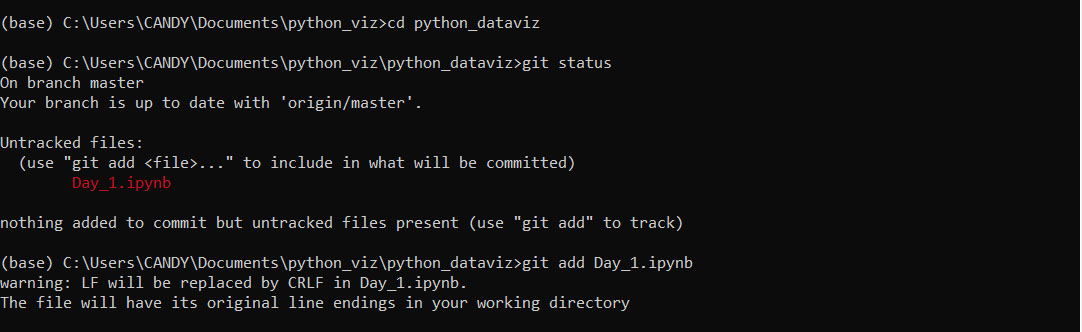 (base) C:\Users\CANDY\Documents\python_viz>cd python_dataviz
(base) C:\Users\CANDY\Documents\python_viz\python_dataviz>git status
On branch master
Your branch is up to date with 'origin/master'.
Untracked files:
  (use "git add <file>..." to include in what will be committed)
        Day_1.ipynb
nothing added to commit but untracked files present (use "git add" to track)
(base) C:\Users\CANDY\Documents\python_viz\python_dataviz>git add Day_1.ipynb
warning: LF will be replaced by CRLF in Day_1.ipynb.
The file will have its original line endings in your working directory